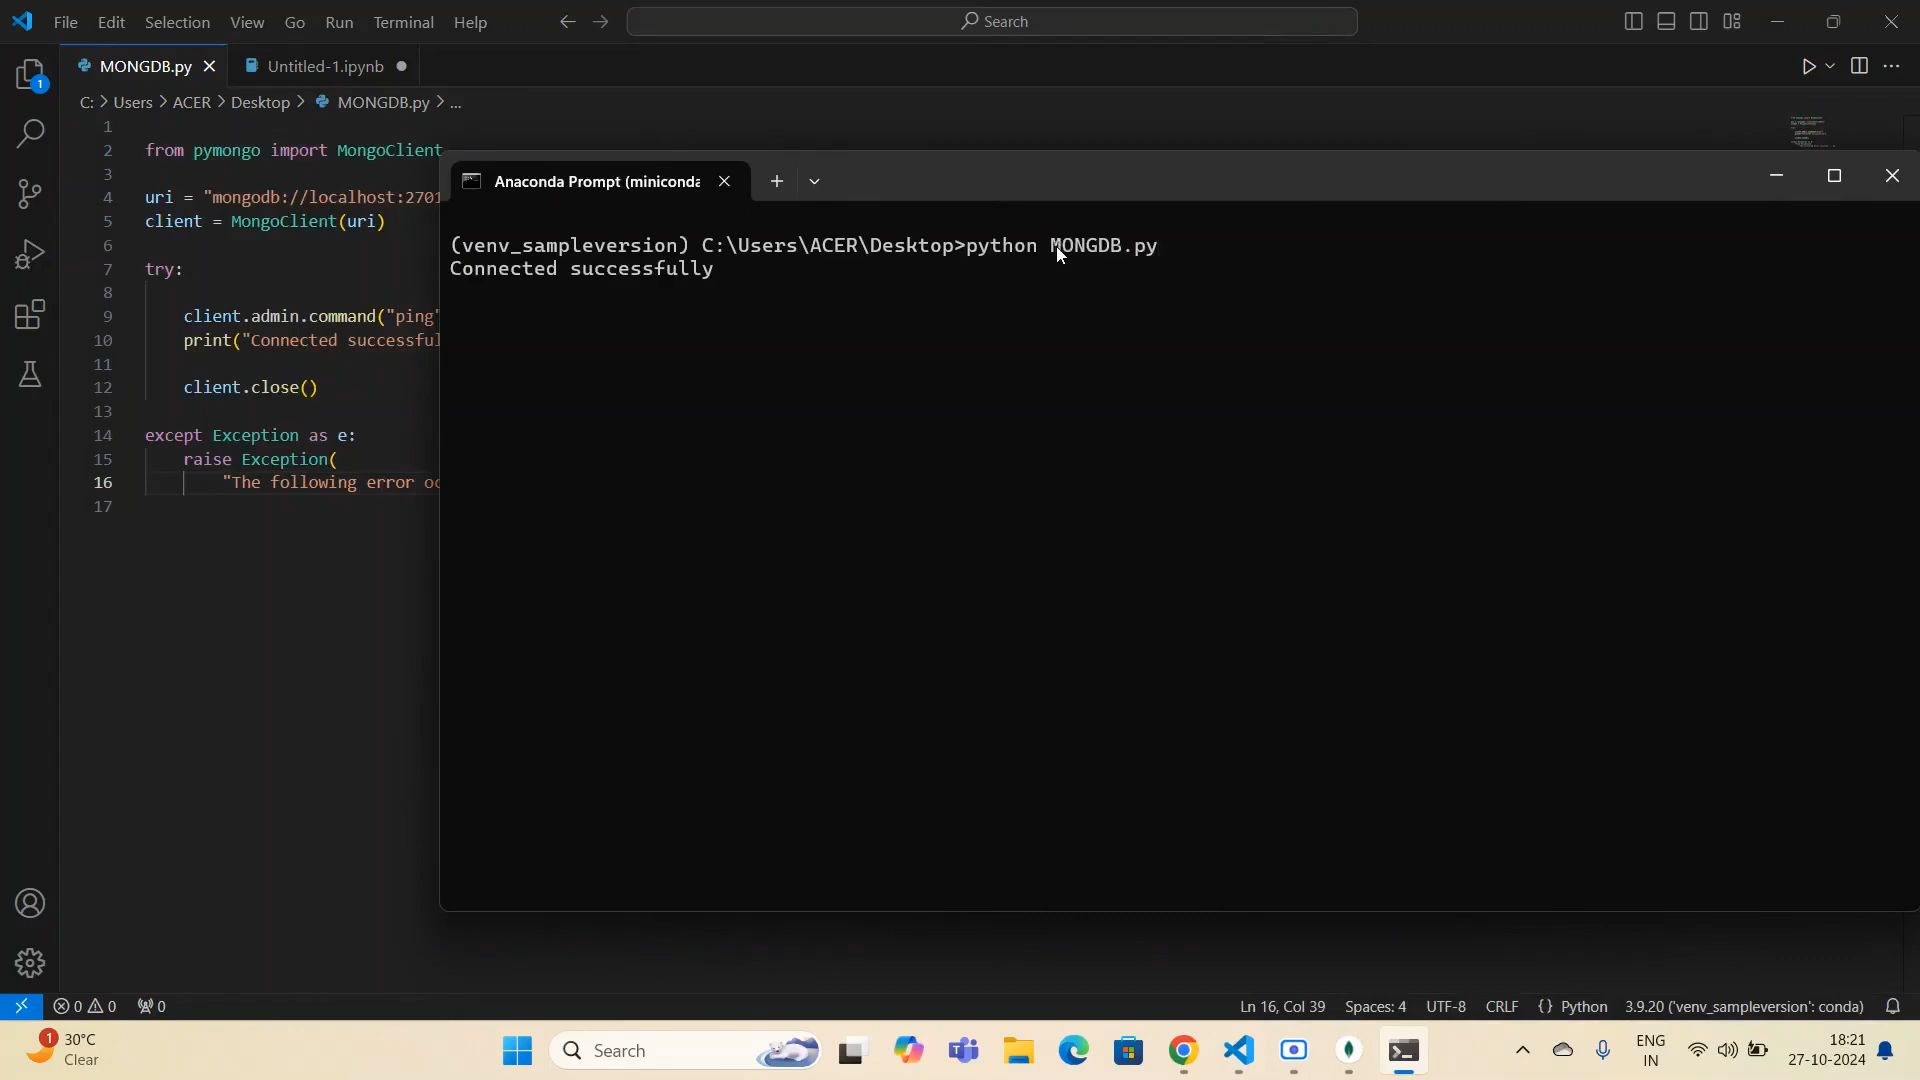 File Edit Selection View Go Run Terminal Help
Search
MONGDB.py
Untitled-1.ipynb
C: > Users > ACER > Desktop > MONGDB.py > ...
1
1
2 from pymongo import MongoClient
3
4 uri = "mongodb://localhost:2701
5 client = MongoClient(uri)
6
7 try:
8
9 client.admin.command("ping"
10 print("Connected successful
11
12 client.close()
13
14 except Exception as e:
15 raise Exception(
16 "The following error oc
17
Anaconda Prompt (miniconda
(venv_sampleversion) C:\Users\ACER\Desktop>python MONGDB.py
Connected successfully
0 0 0
Ln 16, Col 39 Spaces: 4 UTF-8 CRLF {} Python 3.9.20 ('venv_sampleversion': conda)
1
30°C
Clear
Search
ENG
IN
18:21
27-10-2024